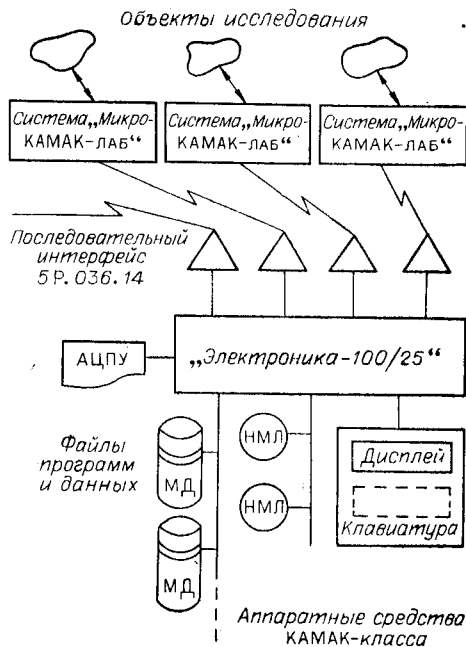 Объекты исследования
Система „Микро-
КАМАК-ЛАБ“
Система „Микро-
КАМАК-ЛАБ“
Система „Микро-
КАМАК-ЛАБ“
Последовательный
интерфейс
5Р.036.14
„Электроника-100/25“
АЦПУ
Файлы
программ
и данных
МД
МД
НМЛ
НМЛ
Дисплей
Клавиатура
Аппаратные средства
КАМАК-класса